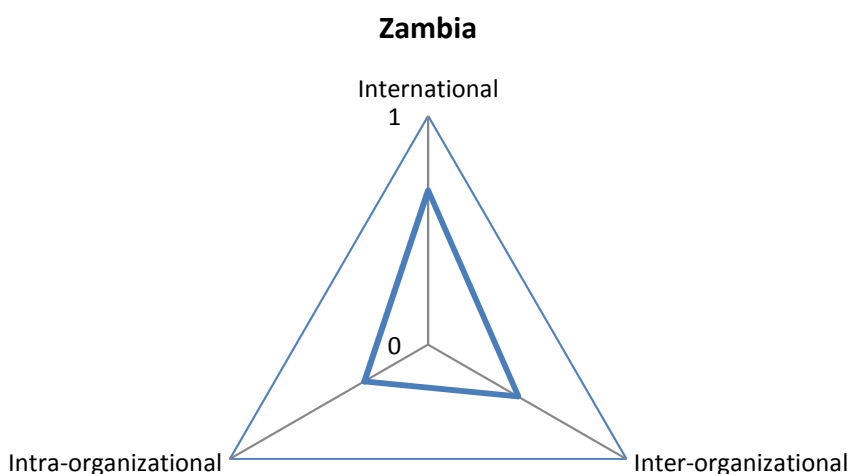 Zambia
International
1
0
Intra-organizational
Inter-organizational